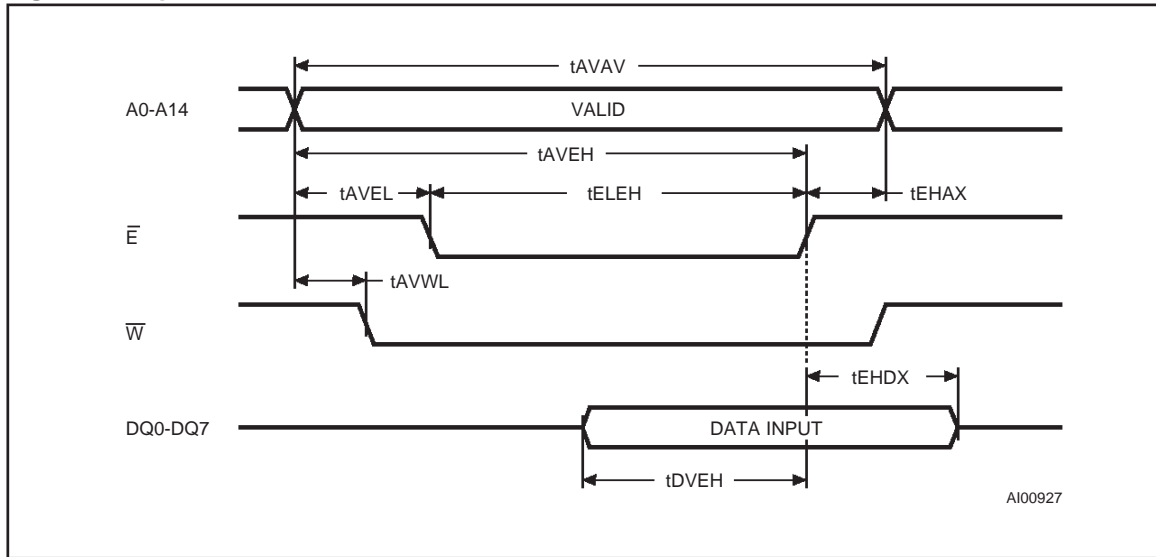 tAVAV
A0-A14
VALID
tAVEH
tAVEL
tELEH
tEHAX
E̅
tAVWL
W̅
tEHDX
DQ0-DQ7
DATA INPUT
tDVEH
AI00927